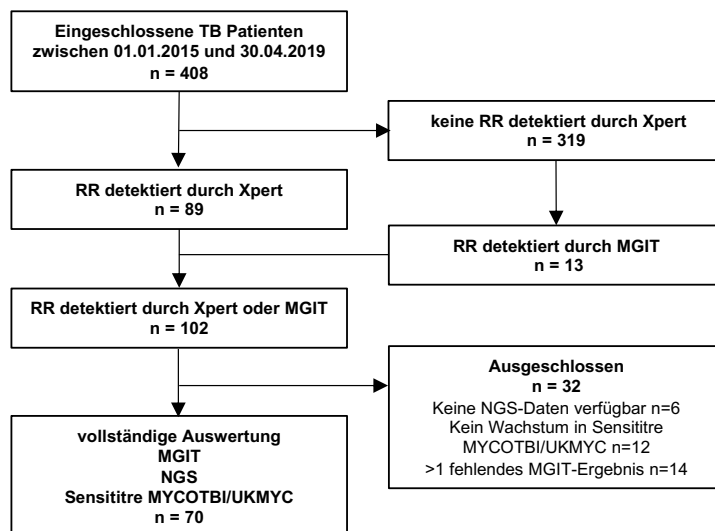 Eingeschlossene TB Patienten
zwischen 01.01.2015 und 30.04.2019
n = 408
keine RR detektiert durch Xpert
n = 319
RR detektiert durch Xpert
n = 89
RR detektiert durch MGIT
n = 13
RR detektiert durch Xpert oder MGIT
n = 102
Ausgeschlossen
n = 32
Keine NGS-Daten verfügbar n=6
Kein Wachstum in Sensititre
MYCOTBI/UKMYC n=12
>1 fehlendes MGIT-Ergebnis n=14
vollständige Auswertung
MGIT
NGS
Sensititre MYCOTBI/UKMYC
n = 70